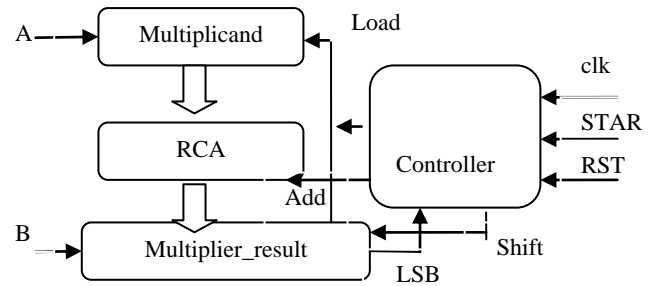 A
Multiplicand
Load
clk
STAR
RCA
Controller
RST
Add
B
Multiplier_result
Shift
LSB